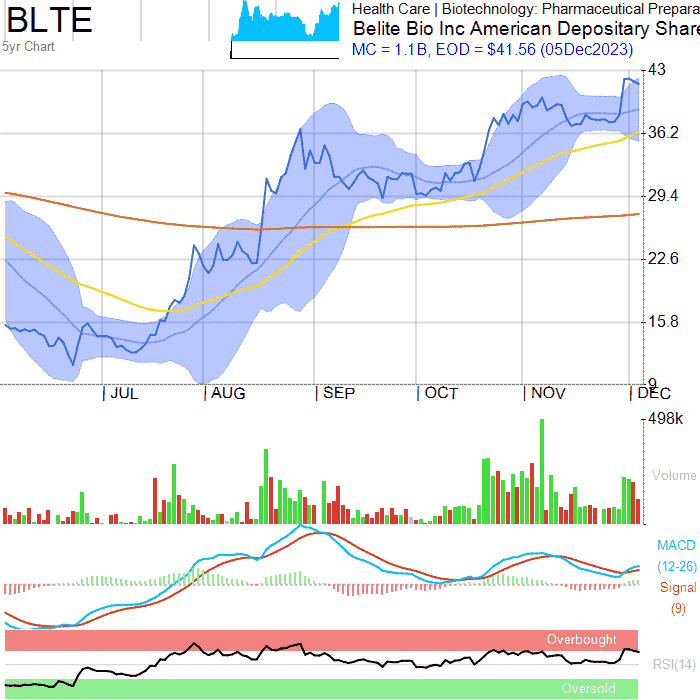 BLTE
5yr Chart
Health Care | Biotechnology: Pharmaceutical Prepara
Belite Bio Inc American Depositary Share
MC = 1.1B, EOD = $41.56 (05Dec2023)
43
36.2
29.4
22.6
15.8
9
JUL AUG SEP OCT NOV DEC
498k
Volume
MACD
(12-26)
Signal
(9)
Overbought
RSI(14)
Oversold